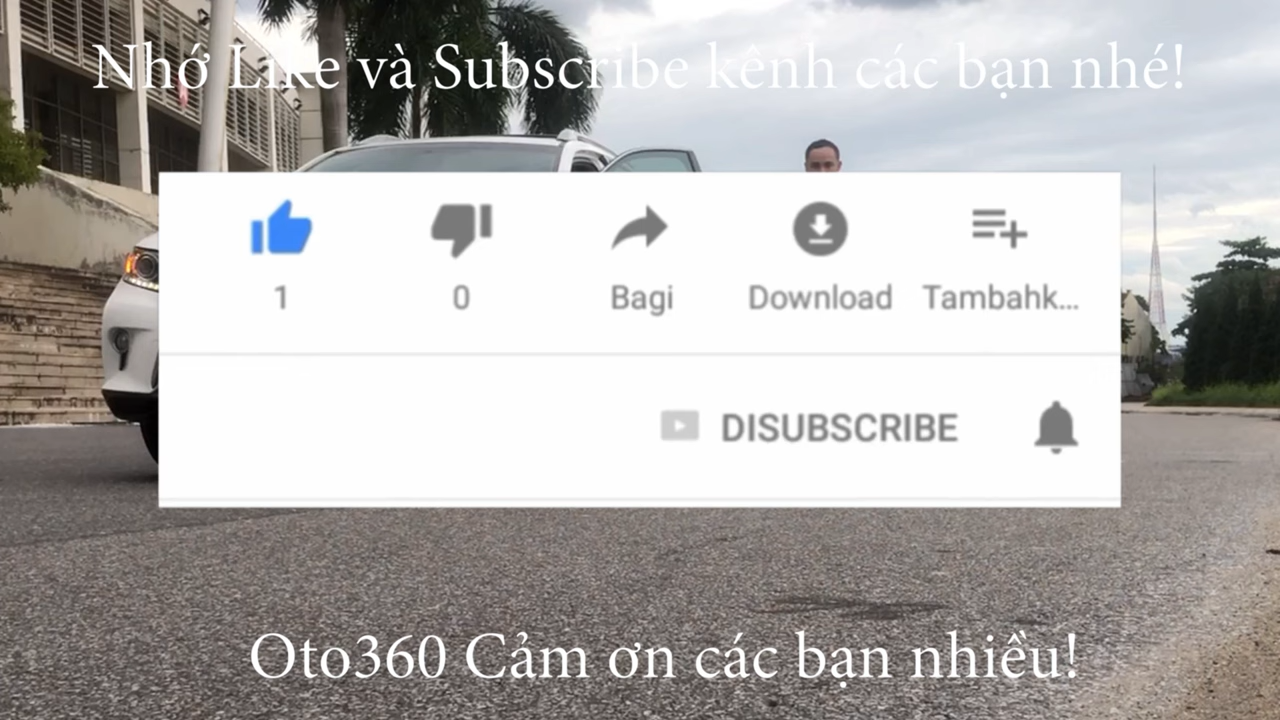 Nhớ Like và Subscribe kênh các bạn nhé!
1 0 Bagi Download Tambahk...
DISUBSCRIBE
Oto360 Cảm ơn các bạn nhiều!